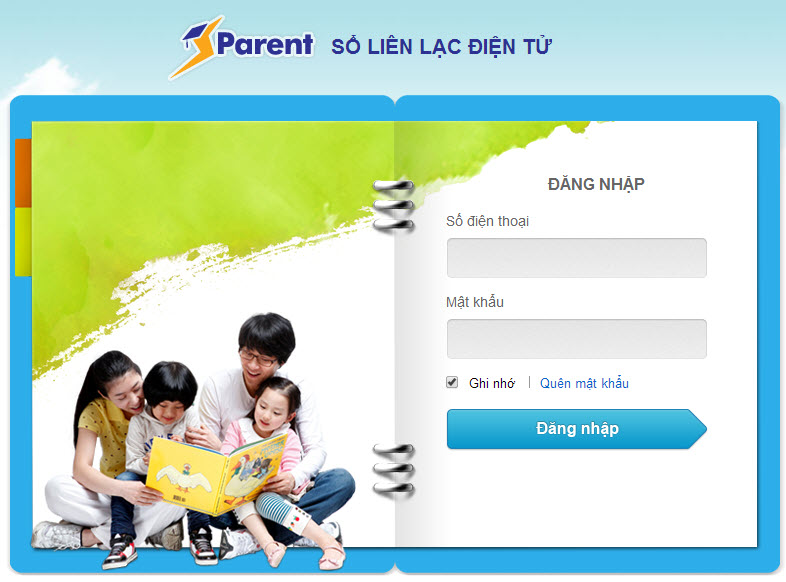 Parent
SỔ LIÊN LẠC ĐIỆN TỬ
ĐĂNG NHẬP
Số điện thoại
Mật khẩu
Ghi nhớ | Quên mật khẩu
Đăng nhập